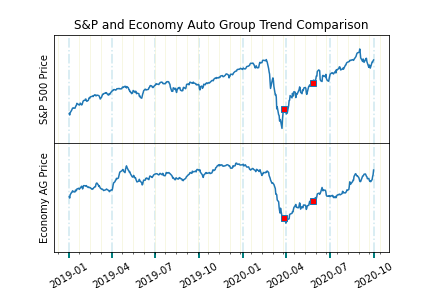 S&P and Economy Auto Group Trend Comparison
S&P 500 Price
Economy AG Price
2019-01
2019-04
2019-07
2019-10
2020-01
2020-04
2020-07
2020-10